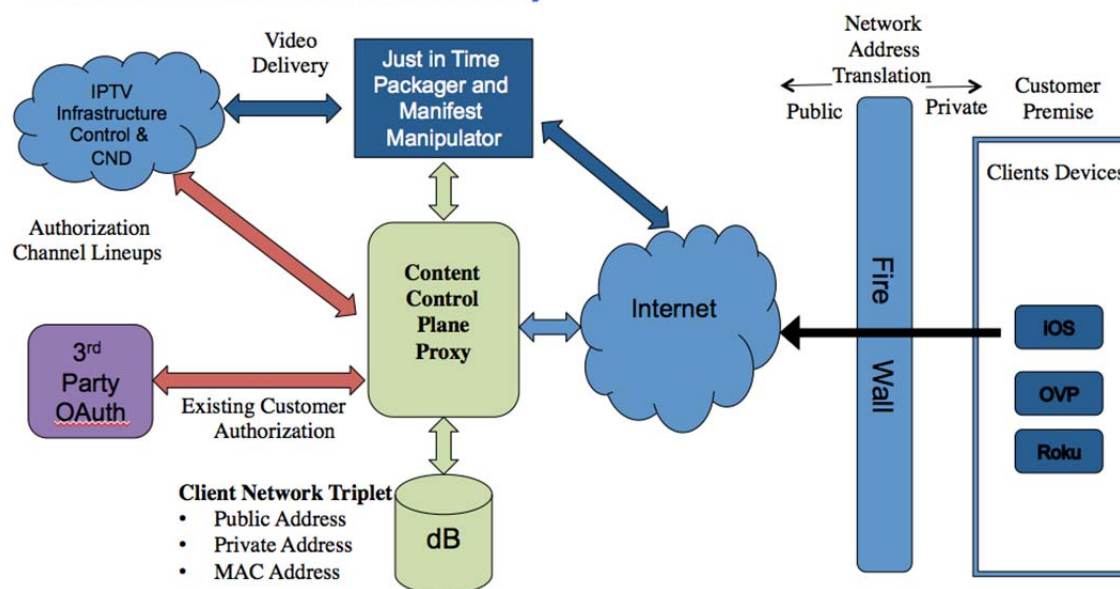 Video
Delivery
IPTV
Infrastructure
Control &
CND
Just in Time
Packager and
Manifest
Manipulator
Network
Address
Translation
Public
Private
Customer
Premise
Clients Devices
Authorization
Channel Lineups
Content
Control
Plane
Proxy
Internet
Fire Wall
iOS
OVP
Roku
3rd
Party
OAuth
Existing Customer
Authorization
Client Network Triplet
• Public Address
• Private Address
• MAC Address
dB